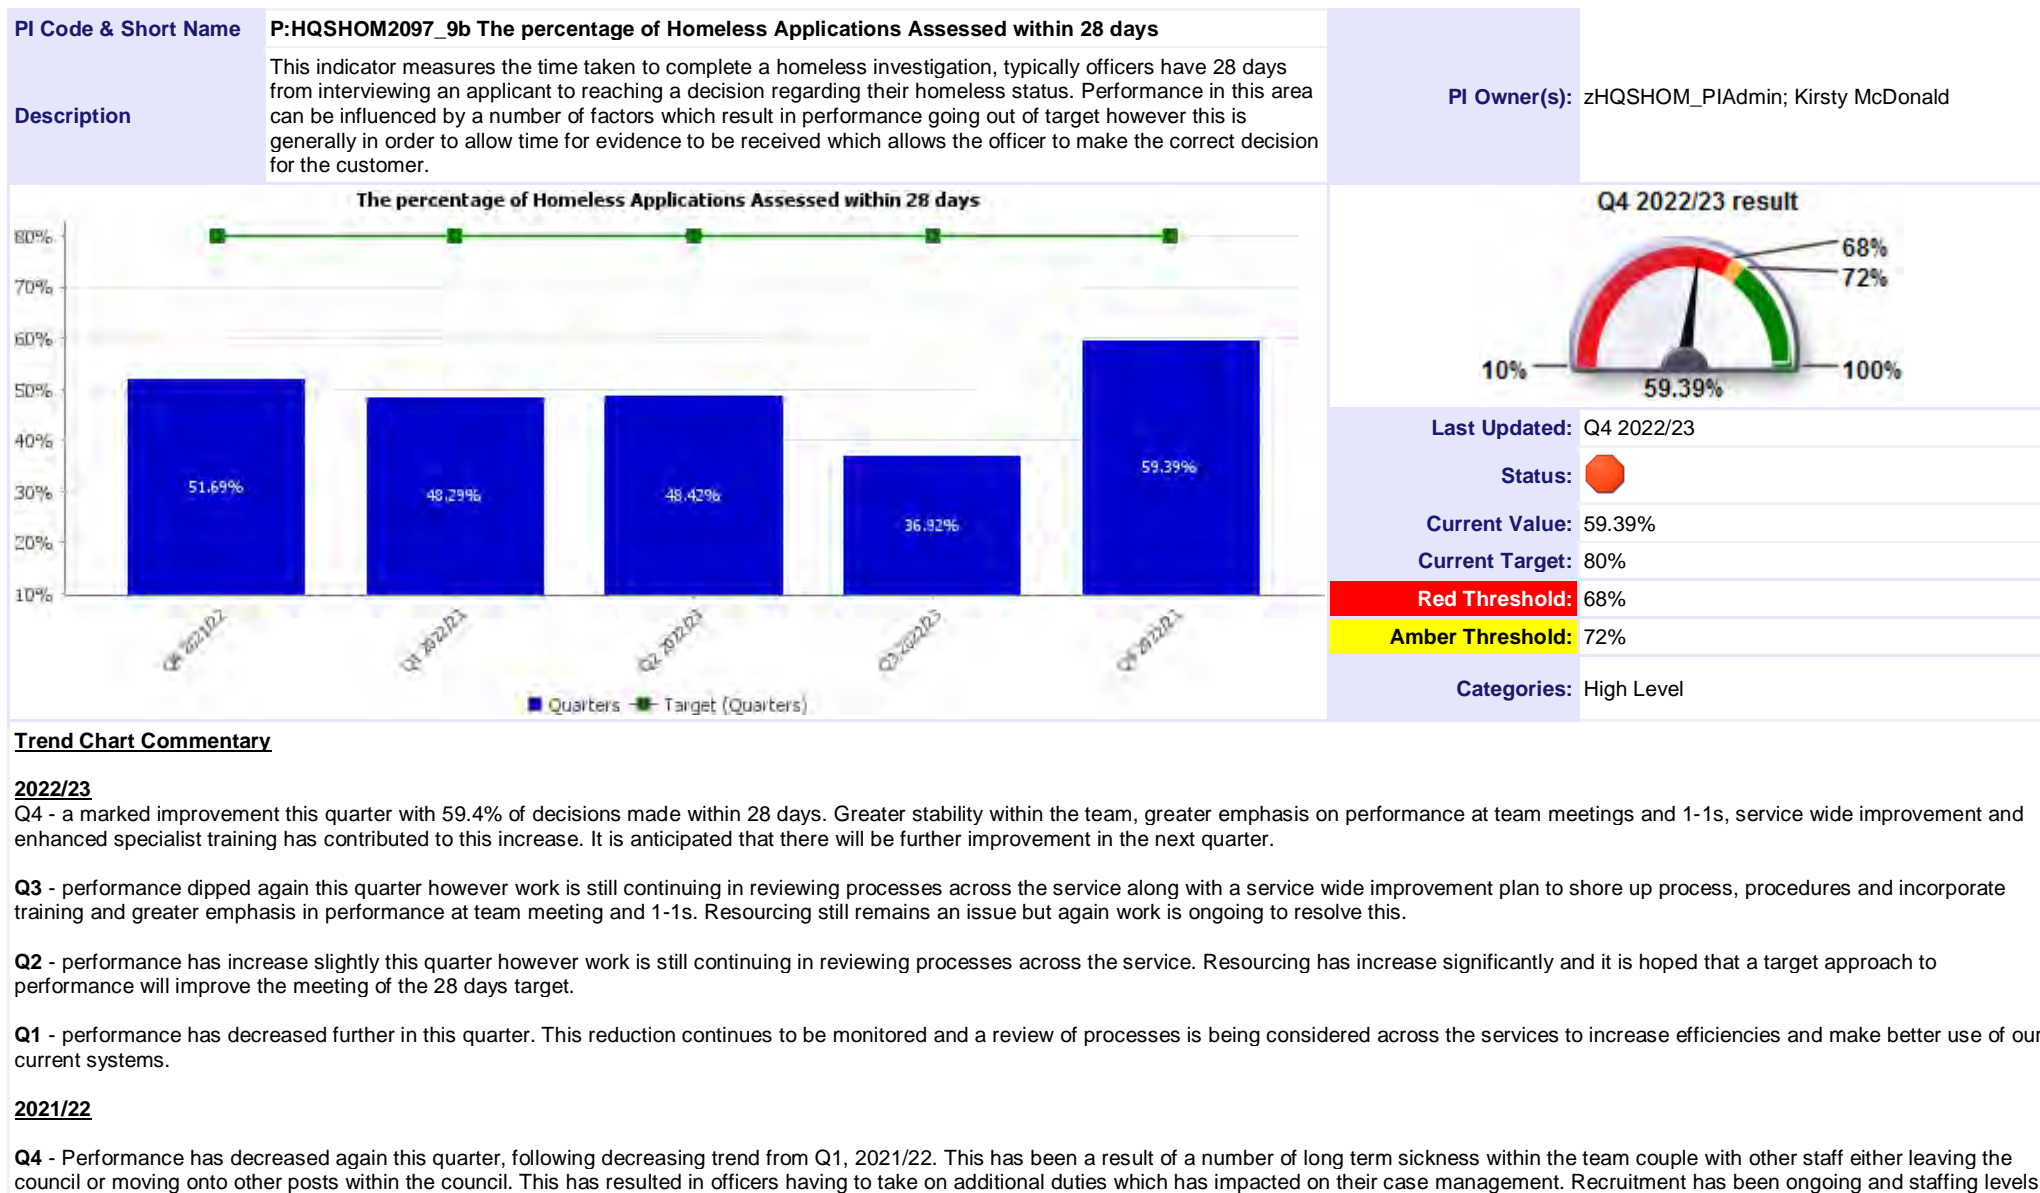 PI Code & Short Name
P:HQSHOM2097_9b The percentage of Homeless Applications Assessed within 28 days
Description
This indicator measures the time taken to complete a homeless investigation, typically officers have 28 days
from interviewing an applicant to reaching a decision regarding their homeless status. Performance in this area
can be influenced by a number of factors which result in performance going out of target however this is
generally in order to allow time for evidence to be received which allows the officer to make the correct decision
for the customer.
PI Owner(s):
zHQSHOM_PIAdmin; Kirsty McDonald
The percentage of Homeless Applications Assessed within 28 days
80%
70%
60%
50%
40%
30%
20%
10%
51.69%
48.29%
48.42%
36.92%
59.39%
Q4 2021/22
Q1 2022/23
Q2 2022/23
Q3 2022/23
Q4 2022/23
Quarters
Target (Quarters)
Q4 2022/23 result
68%
72%
10%
100%
59.39%
Last Updated: Q4 2022/23
Status:
Current Value: 59.39%
Current Target: 80%
Red Threshold: 68%
Amber Threshold: 72%
Categories: High Level
Trend Chart Commentary
2022/23
Q4 - a marked improvement this quarter with 59.4% of decisions made within 28 days. Greater stability within the team, greater emphasis on performance at team meetings and 1-1s, service wide improvement and
enhanced specialist training has contributed to this increase. It is anticipated that there will be further improvement in the next quarter.
Q3 - performance dipped again this quarter however work is still continuing in reviewing processes across the service along with a service wide improvement plan to shore up process, procedures and incorporate
training and greater emphasis in performance at team meeting and 1-1s. Resourcing still remains an issue but again work is ongoing to resolve this.
Q2 - performance has increase slightly this quarter however work is still continuing in reviewing processes across the service. Resourcing has increase significantly and it is hoped that a target approach to
performance will improve the meeting of the 28 days target.
Q1 - performance has decreased further in this quarter. This reduction continues to be monitored and a review of processes is being considered across the services to increase efficiencies and make better use of our
current systems.
2021/22
Q4 - Performance has decreased again this quarter, following decreasing trend from Q1, 2021/22. This has been a result of a number of long term sickness within the team couple with other staff either leaving the
council or moving onto other posts within the council. This has resulted in officers having to take on additional duties which has impacted on their case management. Recruitment has been ongoing and staffing levels